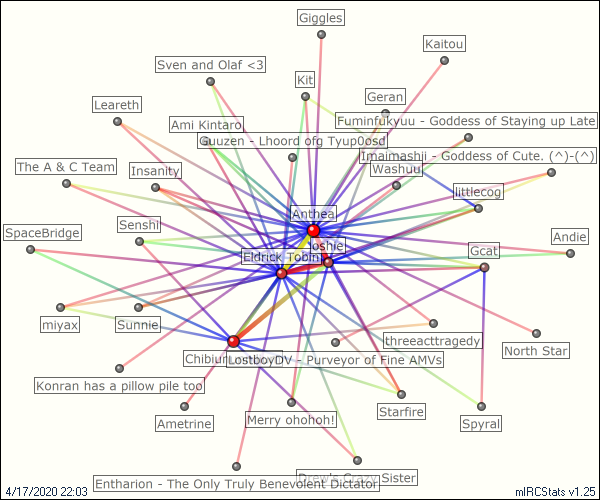 Giggles
Kaitou
Sven and Olaf <3
Kit
Geran
Leareth
Fuminfukyuu - Goddess of Staying up Late
Ami Kintaro
Guuzen - Lhoord ofg Tyup0osd
Imaimashii - Goddess of Cute. (^)-(^)
The A & C Team
Insanity
Washuu
littlecog
Anthea
Senshi
SpaceBridge
Yoshie
Andie
Eldrick Tobin
Gcat
miyax
Sunnie
threeacttragedy
North Star
LostboyDV - Purveyor of Fine AMVs
Konran has a pillow pile too
Starfire
Ametrine
Merry ohohoh!
Spyral
Drew's Crazy Sister
Entharion - The Only Truly Benevolent Dictator
4/17/2020 22:03
mIRCStats v1.25